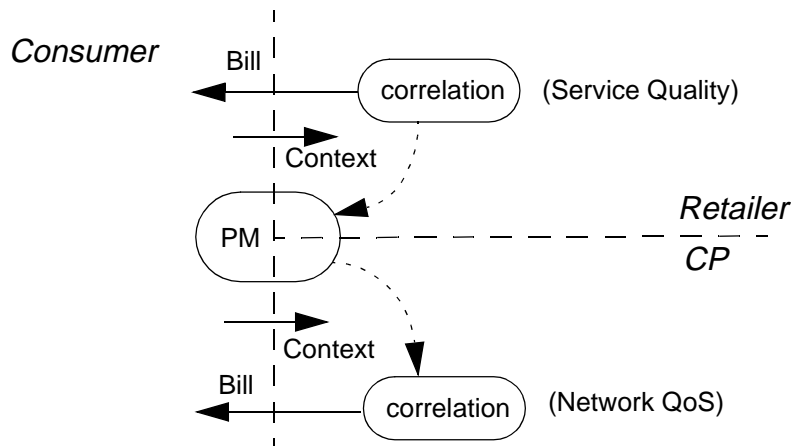 Consumer
Bill
correlation
(Service Quality)
Context
Retailer
PM
CP
Context
Bill
correlation
(Network QoS)